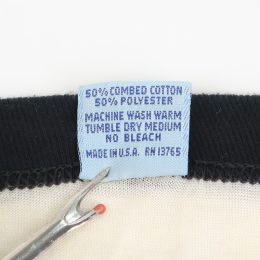 50% COMBED COTTON
50% POLYESTER
MACHINE WASH WARM
TUMBLE DRY MEDIUM
NO BLEACH
MADE IN U.S.A. RN 13765